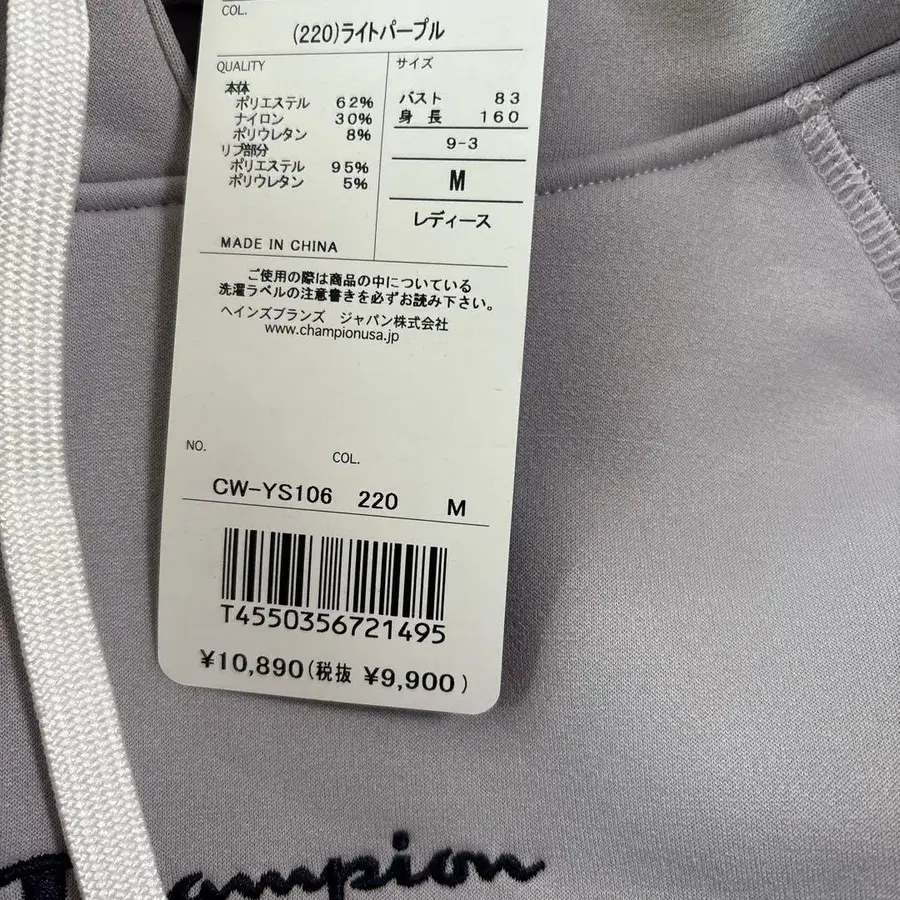 COL.
(220)ライトパープル
QUALITY
本体
ポリエステル 62%
ナイロン 30%
ポリウレタン 8%
リブ部分
ポリエステル 95%
ポリウレタン 5%
MADE IN CHINA
サイズ
バスト 83
身長 160
9-3
M
レディース
ご使用の際は商品の中についている
洗濯ラベルの注意書きを必ずお読み下さい。
ヘインズブランズ ジャパン株式会社
www.championusa.jp
NO. COL.
CW-YS106 220 M
T4550356721495
¥10,890(税抜 ¥9,900)
Champion